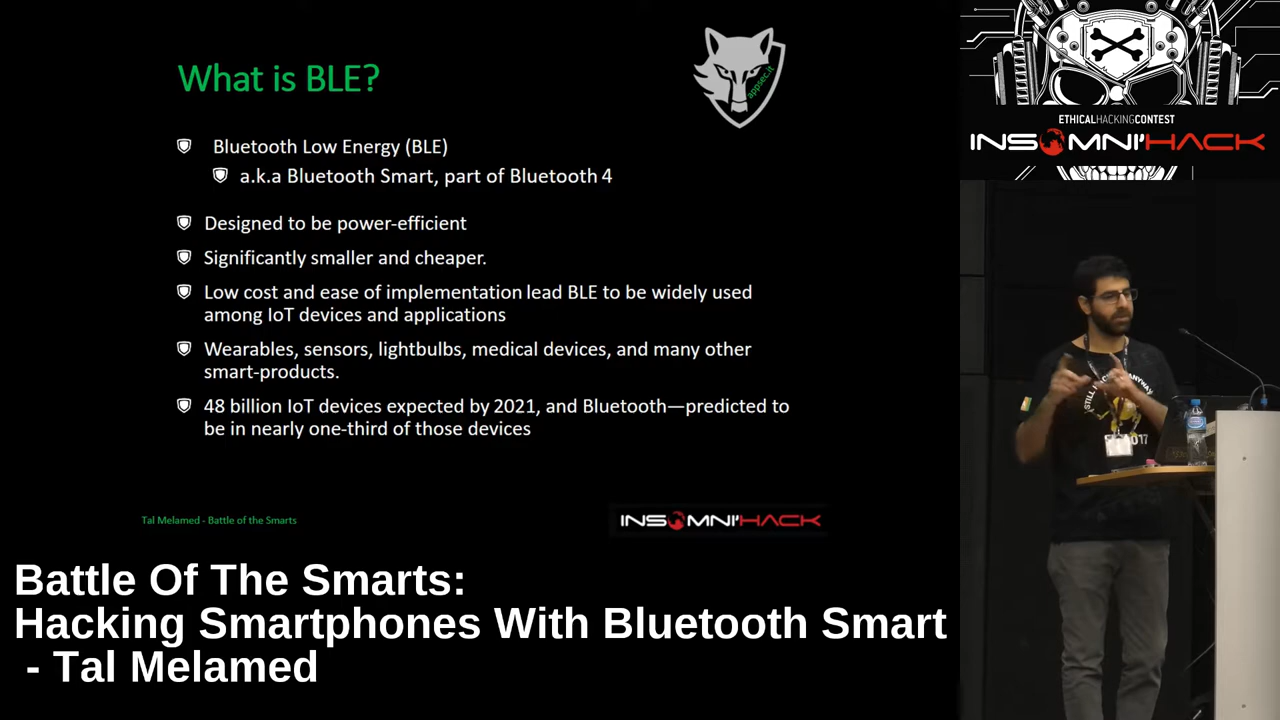 What is BLE?
appsec.it
Bluetooth Low Energy (BLE)
a.k.a Bluetooth Smart, part of Bluetooth 4
Designed to be power-efficient
Significantly smaller and cheaper.
Low cost and ease of implementation lead BLE to be widely used
among IoT devices and applications
Wearables, sensors, lightbulbs, medical devices, and many other
smart-products.
48 billion IoT devices expected by 2021, and Bluetooth—predicted to
be in nearly one-third of those devices
Tal Melamed - Battle of the Smarts
INSOMNI'HACK
Battle Of The Smarts:
Hacking Smartphones With Bluetooth Smart
- Tal Melamed
ETHICALHACKINGCONTEST
INSOMNI'HACK